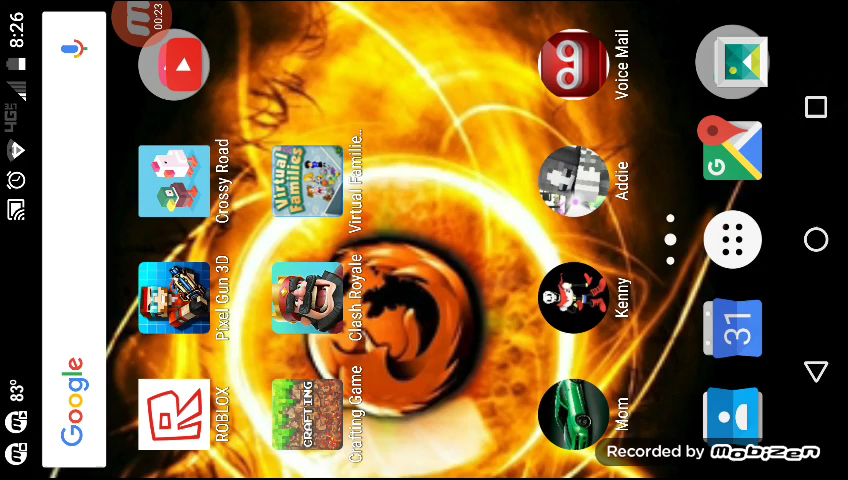 83°
4G
8:26
Google
00:23
ROBLOX
Pixel Gun 3D
Crossy Road
CRAFTING
Virtual Families
Crafting Game
Clash Royale
Virtual Familie..
Mom
Kenny
Addie
Voice Mail
31
G
Recorded by mobizen